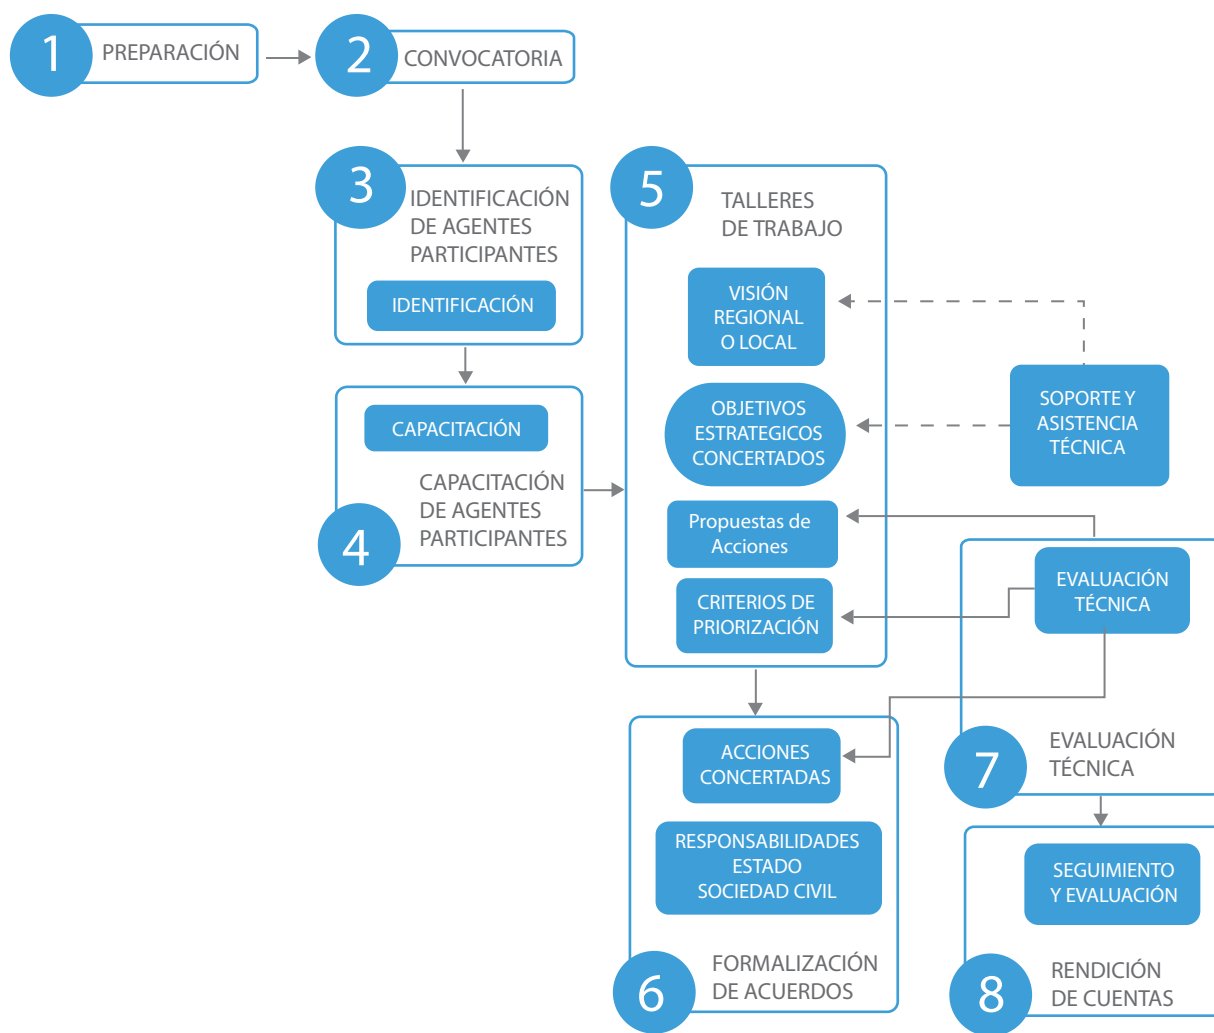 1
PREPARACIÓN
2
CONVOCATORIA
3
IDENTIFICACIÓN
DE AGENTES
PARTICIPANTES
IDENTIFICACIÓN
CAPACITACIÓN
CAPACITACIÓN
DE AGENTES
PARTICIPANTES
4
5
TALLERES
DE TRABAJO
VISIÓN
REGIONAL
O LOCAL
OBJETIVOS
ESTRATEGICOS
CONCERTADOS
Propuestas de
Acciones
CRITERIOS DE
PRIORIZACIÓN
SOPORTE Y
ASISTENCIA
TÉCNICA
ACCIONES
CONCERTADAS
RESPONSABILIDADES
ESTADO
SOCIEDAD CIVIL
6
FORMALIZACIÓN
DE ACUERDOS
EVALUACIÓN
TÉCNICA
7
EVALUACIÓN
TÉCNICA
SEGUIMIENTO
Y EVALUACIÓN
8
RENDICIÓN
DE CUENTAS